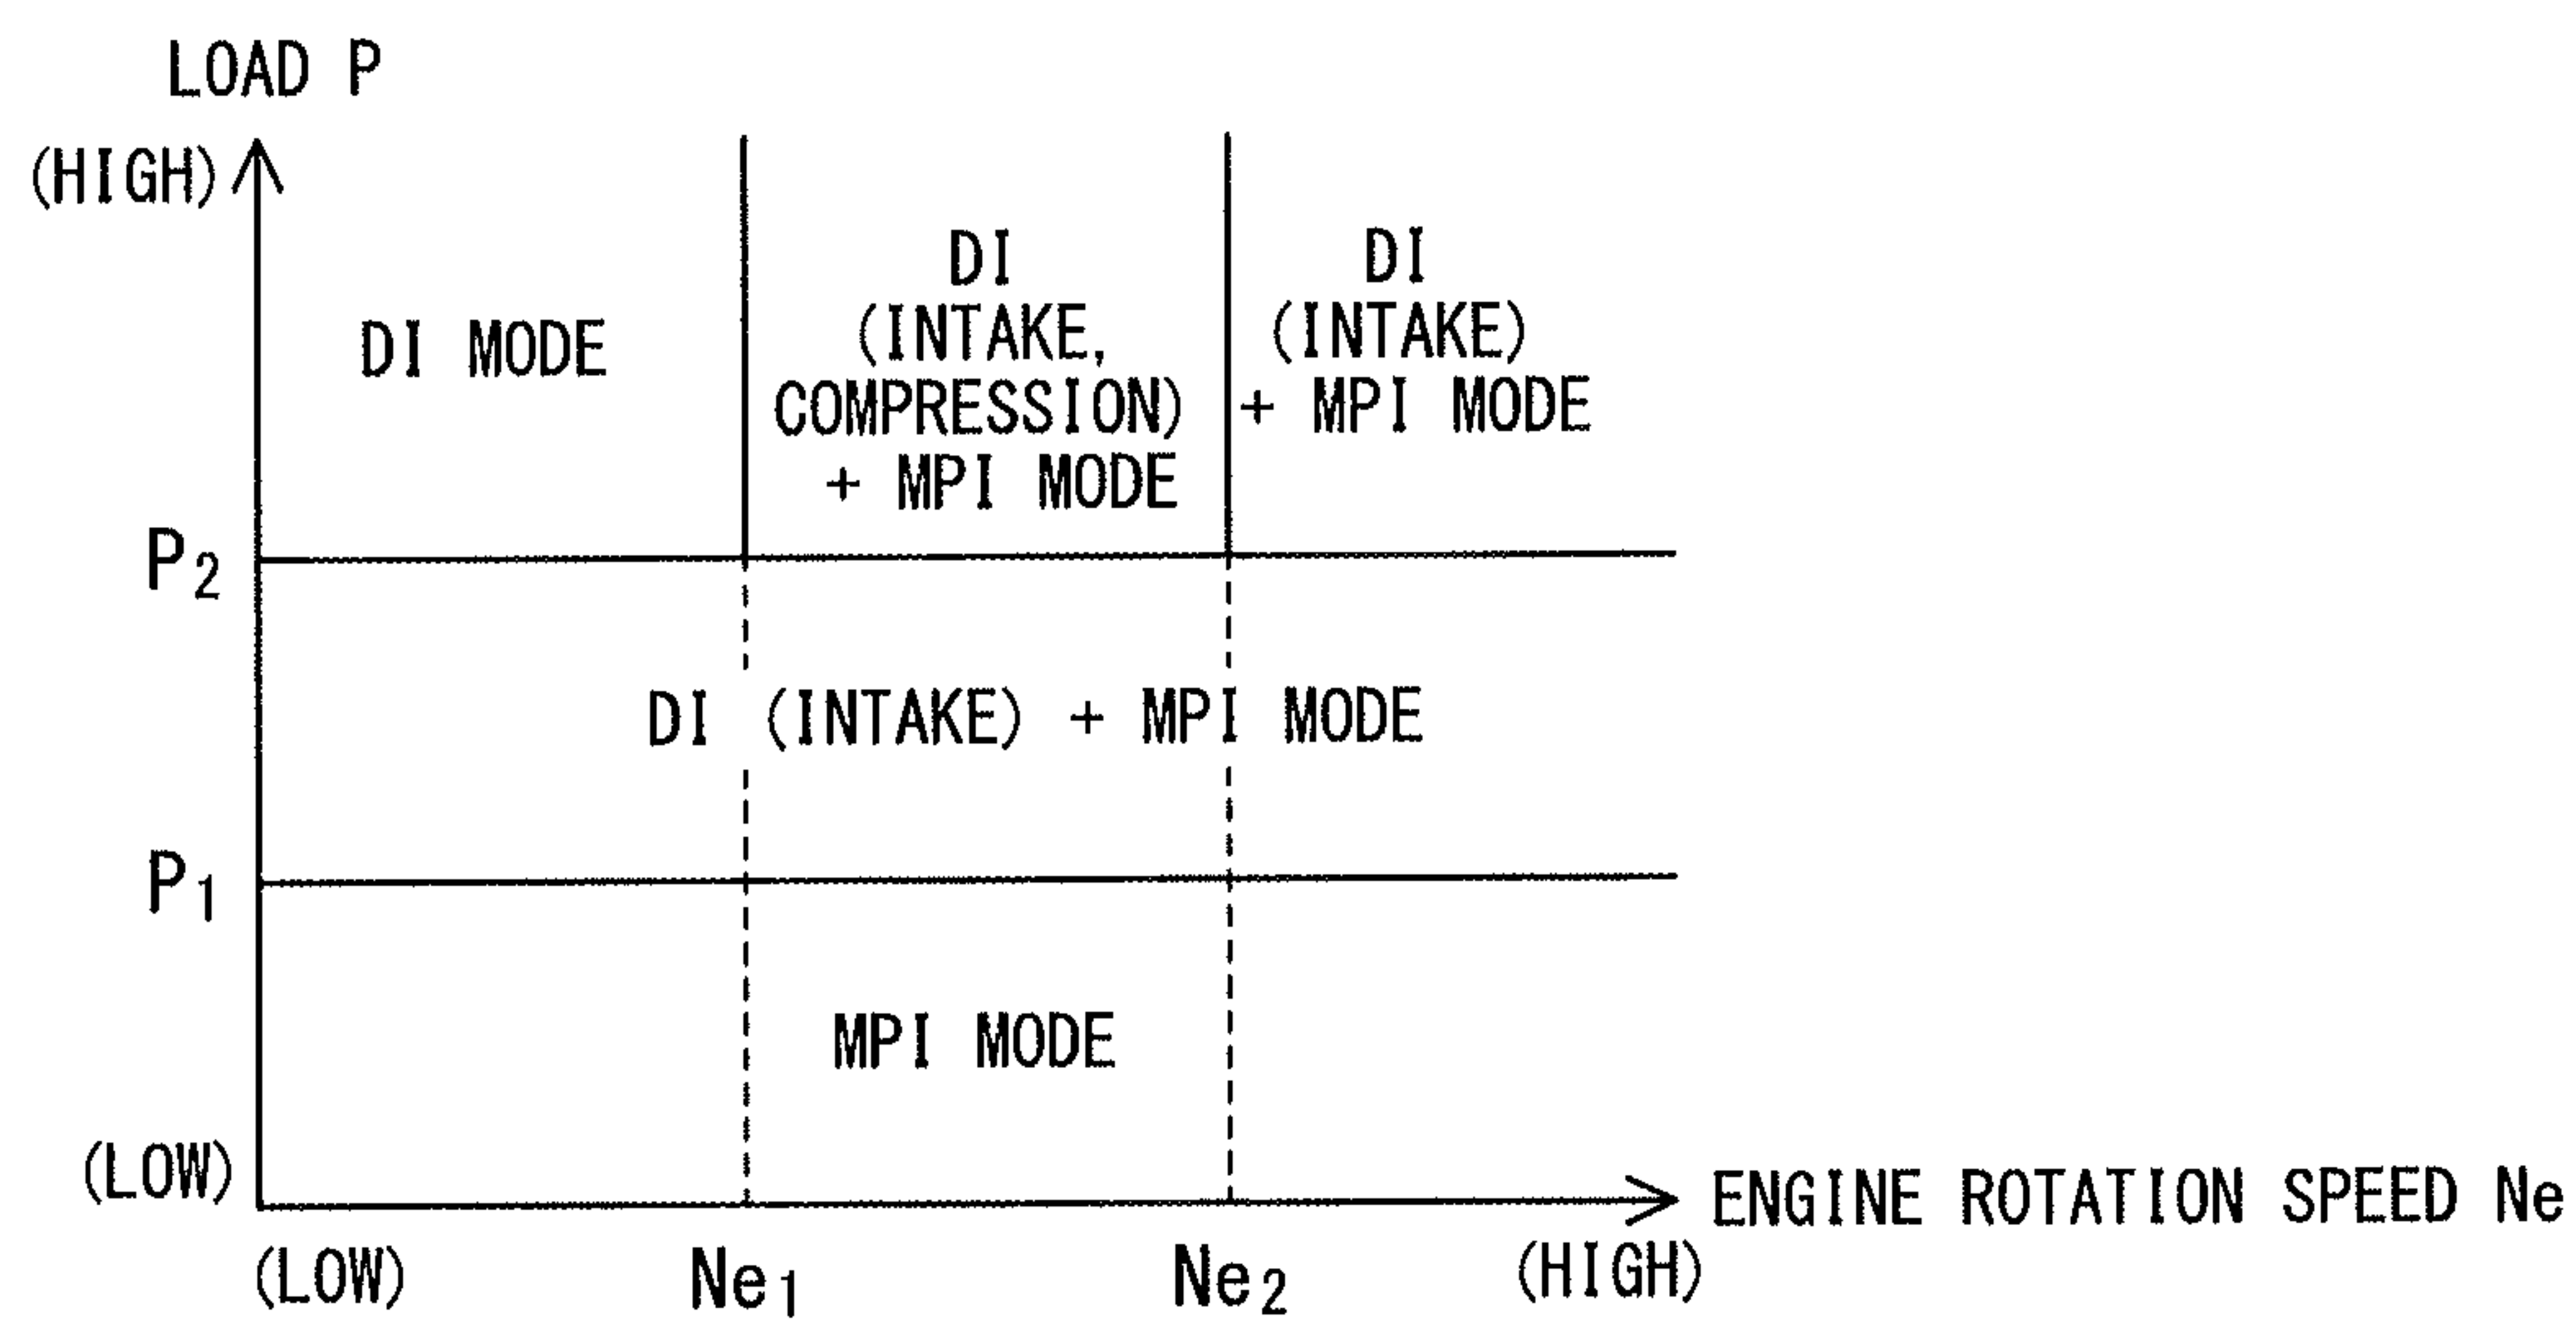 LOAD P
(HIGH)
DI MODE
DI
(INTAKE,
COMPRESSION)
+ MPI MODE
DI
(INTAKE)
+ MPI MODE
P2
DI (INTAKE) + MPI MODE
P1
MPI MODE
(LOW)
ENGINE ROTATION SPEED Ne
(LOW)
Ne1
Ne2
(HIGH)